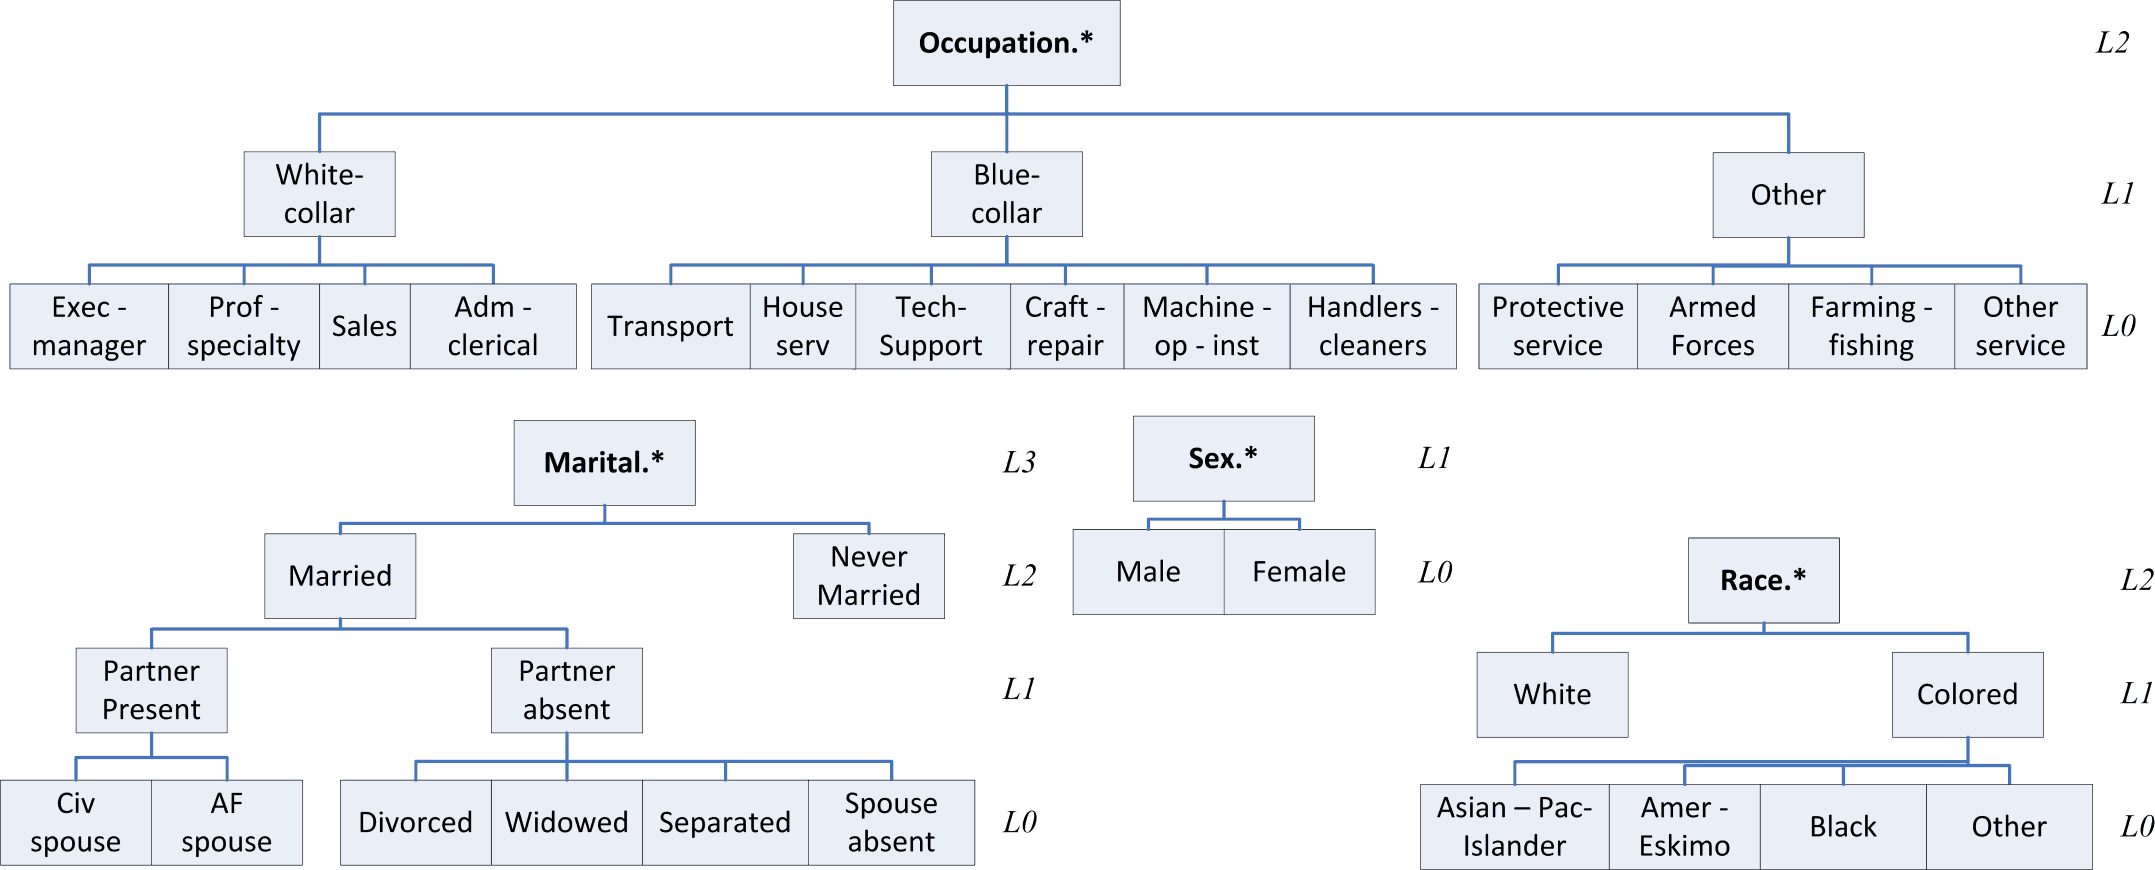 Occupation.*
L2
White-
collar
Blue-
collar
Other
L1
Exec -
manager
Prof -
specialty
Sales
Adm -
clerical
Transport
House
serv
Tech-
Support
Craft -
repair
Machine -
op - inst
Handlers -
cleaners
Protective
service
Armed
Forces
Farming -
fishing
Other
service
L0
Marital.*
L3
Married
Never
Married
L2
Partner
Present
Partner
absent
L1
Civ
spouse
AF
spouse
Divorced
Widowed
Separated
Spouse
absent
L0
Sex.*
L1
Male
Female
L0
Race.*
L2
White
Colored
L1
Asian – Pac-
Islander
Amer -
Eskimo
Black
Other
L0